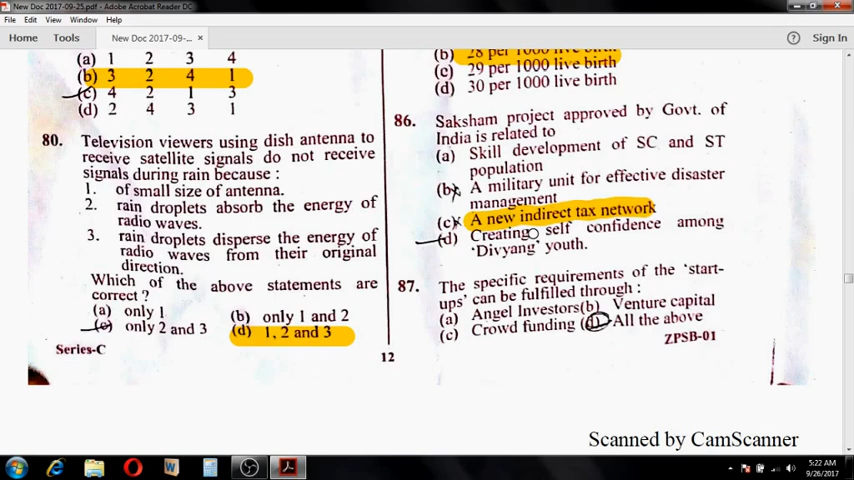 New Doc 2017-09-25.pdf - Adobe Acrobat Reader DC
File Edit View Window Help
Home Tools New Doc 2017-09-... × Sign In
(a) 1 2 3 4
(b) 3 2 4 1
(c) 4 2 1 3
(d) 2 4 3 1
80. Television viewers using dish antenna to
receive satellite signals do not receive
signals during rain because :
1. of small size of antenna.
2. rain droplets absorb the energy of
radio waves.
3. rain droplets disperse the energy of
radio waves from their original
direction.
Which of the above statements are
correct ?
(a) only 1 (b) only 1 and 2
(c) only 2 and 3 (d) 1, 2 and 3
Series-C
12
(b) 28 per 1000 live birth
(c) 29 per 1000 live birth
(d) 30 per 1000 live birth
86. Saksham project approved by Govt. of
India is related to
(a) Skill development of SC and ST
population
(b) A military unit for effective disaster
management
(c) A new indirect tax network
(d) Creating self confidence among
'Divyang' youth.
87. The specific requirements of the 'start-
ups' can be fulfilled through :
(a) Angel Investors (b) Venture capital
(c) Crowd funding (d) All the above
ZPSB-01
Scanned by CamScanner
5:22 AM
9/26/2017